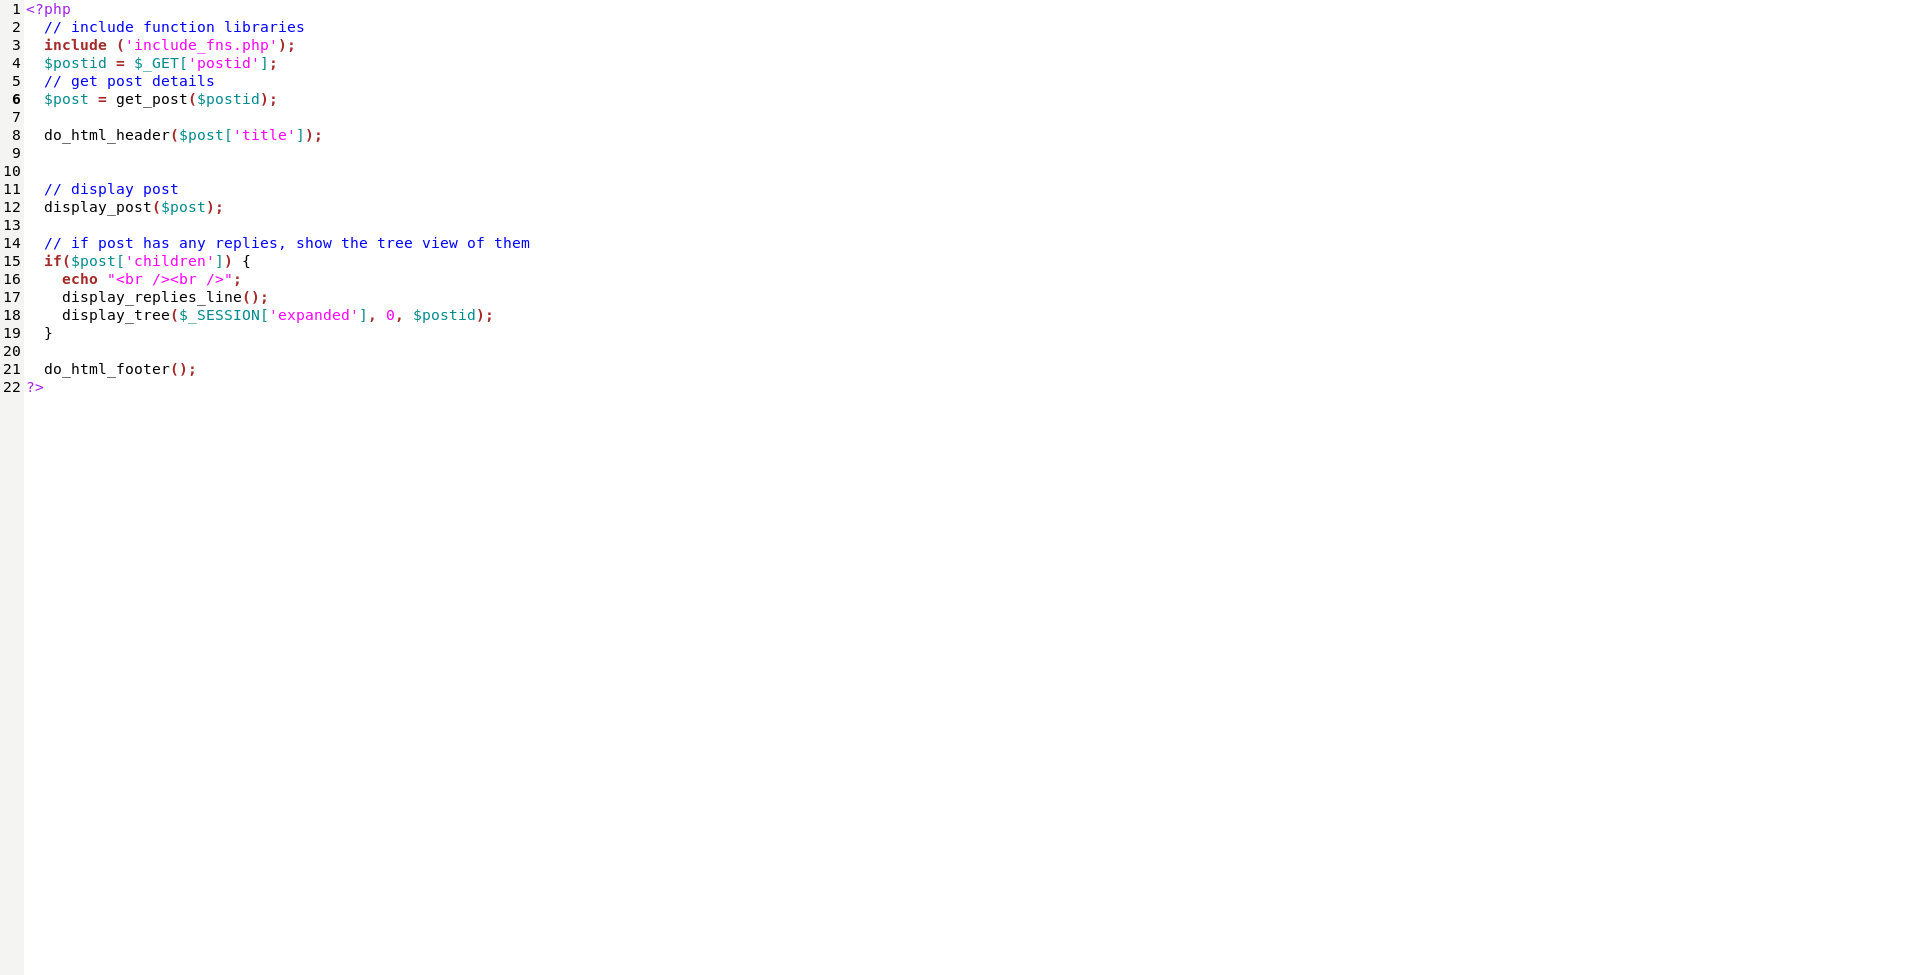 1 <?php
2   // include function libraries
3   include ('include_fns.php');
4   $postid = $_GET['postid'];
5   // get post details
6   $post = get_post($postid);
7
8   do_html_header($post['title']);
9
10
11   // display post
12   display_post($post);
13
14   // if post has any replies, show the tree view of them
15   if($post['children']) {
16     echo "<br /><br />";
17     display_replies_line();
18     display_tree($_SESSION['expanded'], 0, $postid);
19   }
20
21   do_html_footer();
22 ?>